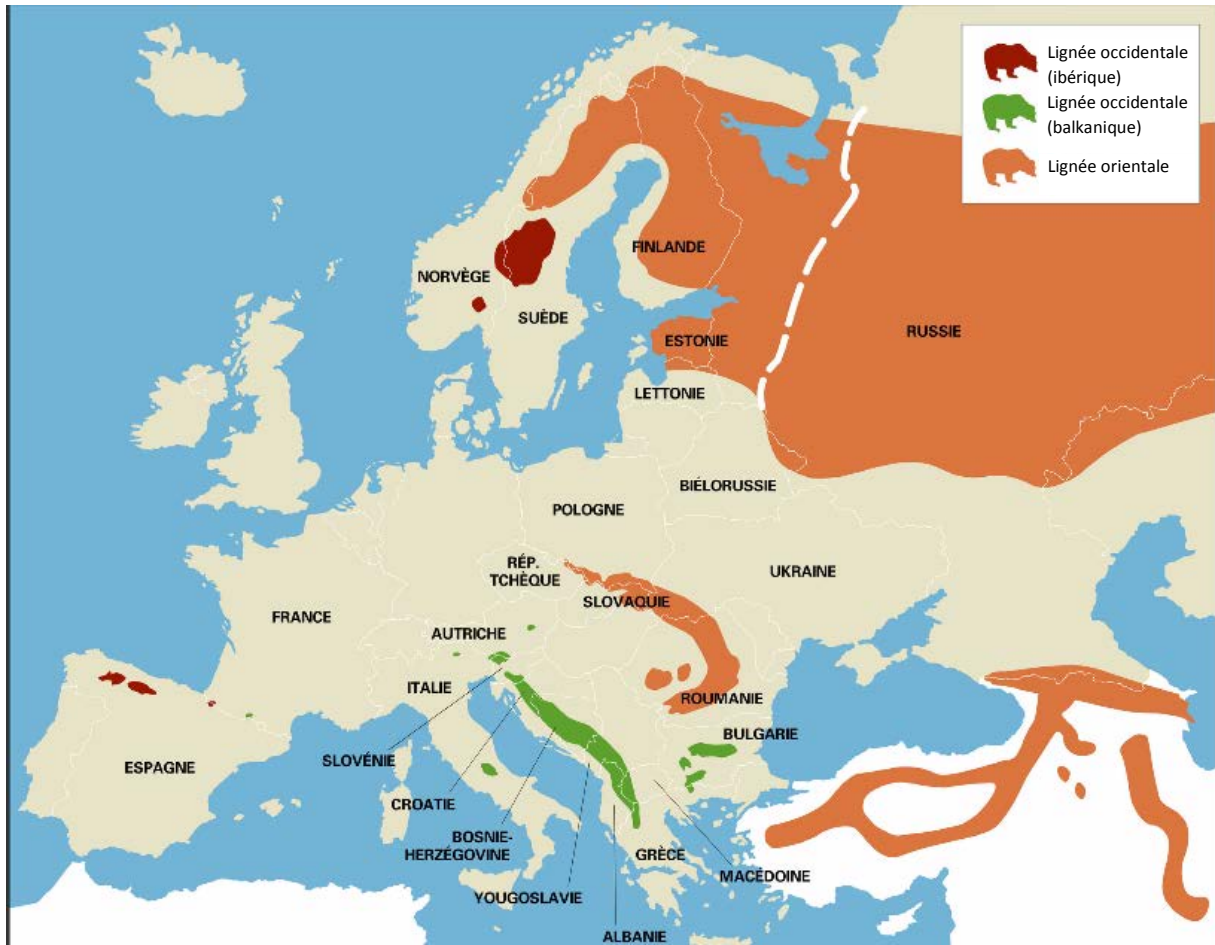 Lignée occidentale
(ibérique)
Lignée occidentale
(balkanique)
Lignée orientale
FINLANDE
NORVÈGE
SUÈDE
RUSSIE
ESTONIE
LETTONIE
BIÉLORUSSIE
POLOGNE
RÉP.
TCHÈQUE
UKRAINE
SLOVAQUIE
FRANCE
AUTRICHE
ITALIE
ROUMANIE
BULGARIE
ESPAGNE
SLOVÉNIE
CROATIE
BOSNIE-
HERZÉGOVINE
GRÈCE
MACÉDOINE
YOUGOSLAVIE
ALBANIE